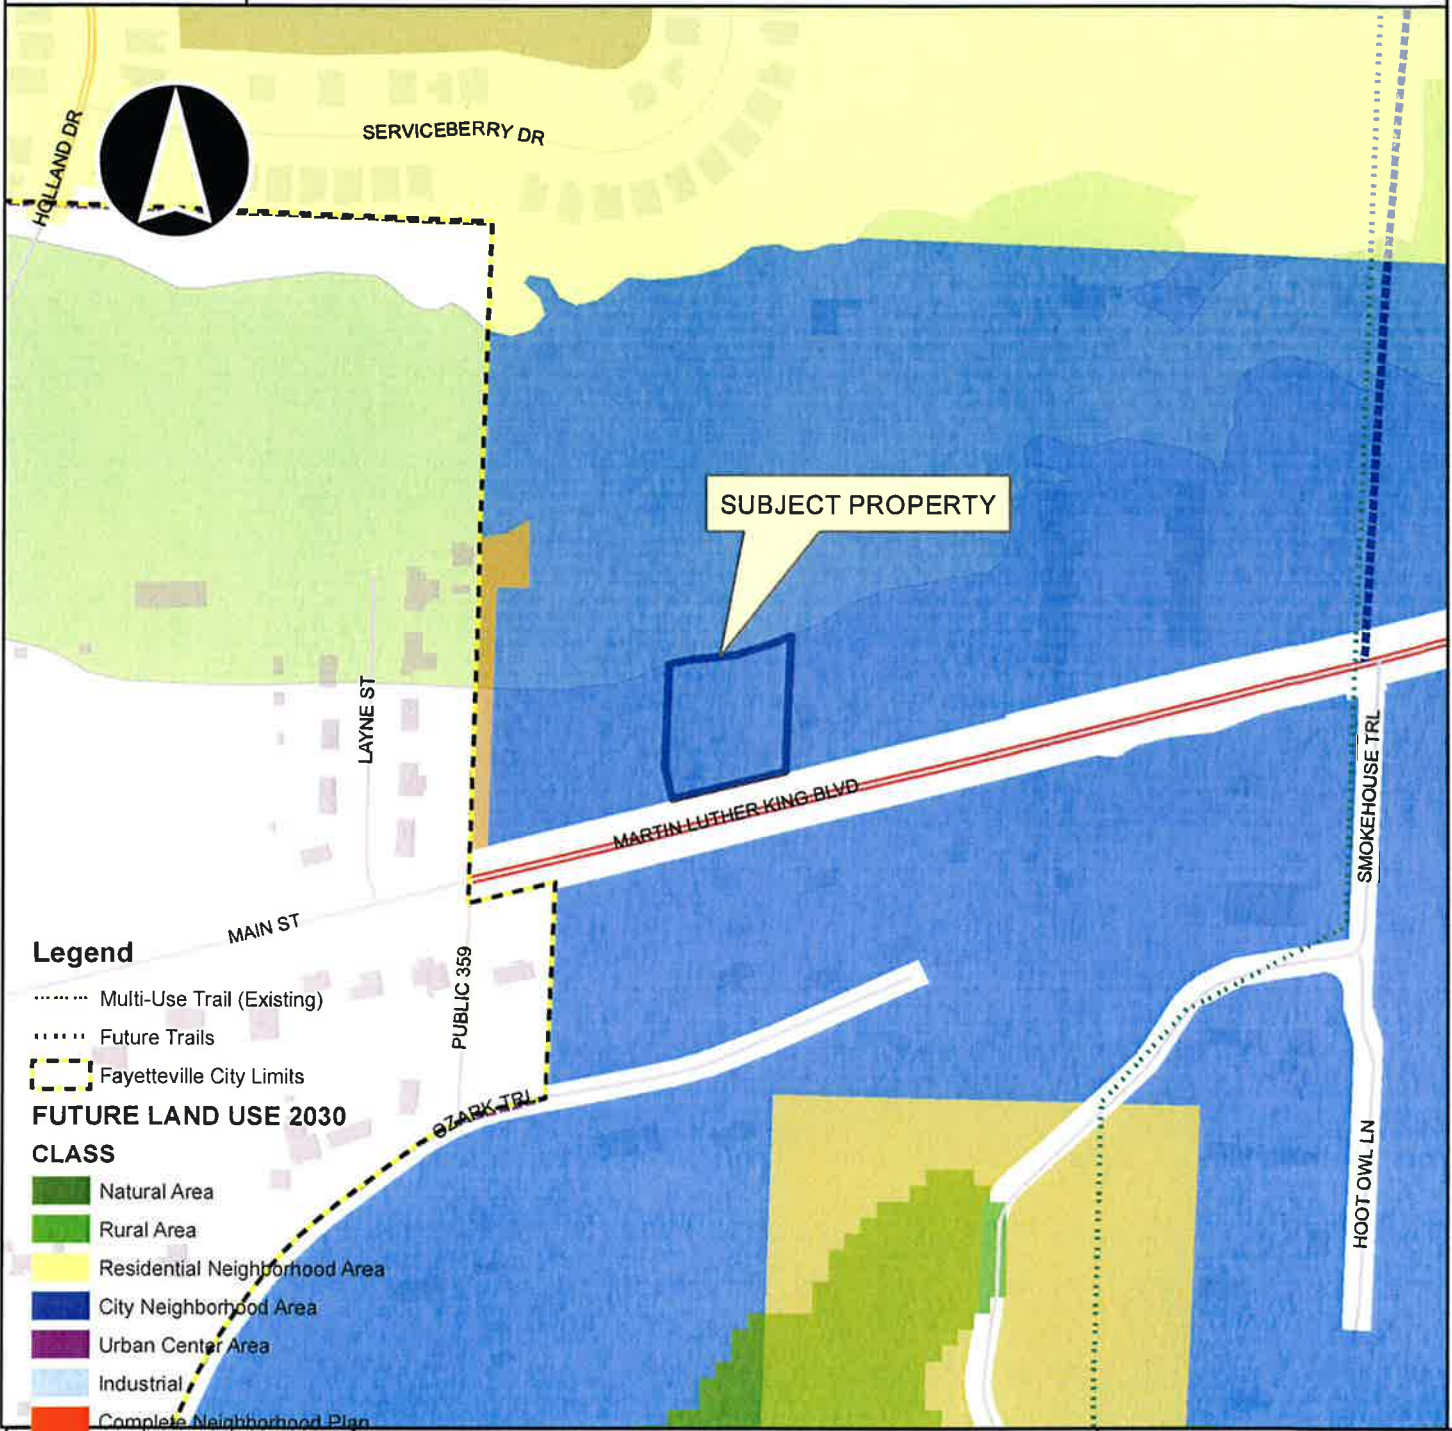 HOLLAND DR
SERVICEBERRY DR
SUBJECT PROPERTY
LAYNE ST
MARTIN LUTHER KING BLVD
SMOKEHOUSE TRL
MAIN ST
PUBLIC 359
OZARK TRL
HOOT OWL LN
Legend
Multi-Use Trail (Existing)
Future Trails
Fayetteville City Limits
FUTURE LAND USE 2030
CLASS
Natural Area
Rural Area
Residential Neighborhood Area
City Neighborhood Area
Urban Center Area
Industrial
Complete Neighborhood Plan